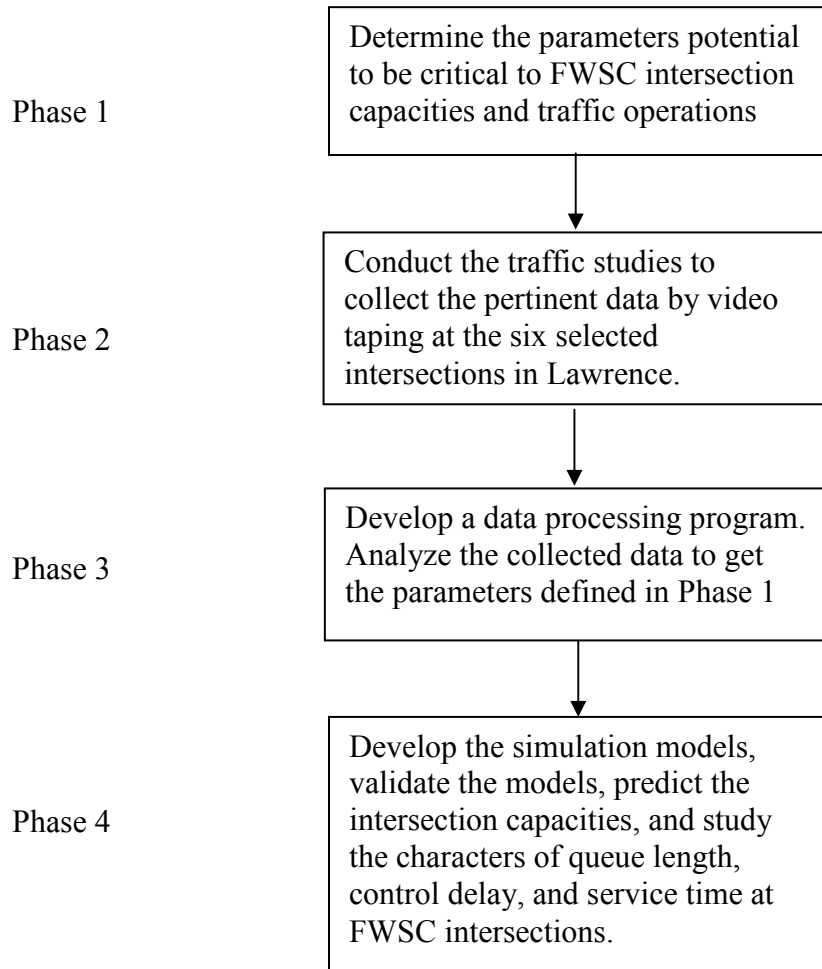 Phase 1
Determine the parameters potential
to be critical to FWSC intersection
capacities and traffic operations
Phase 2
Conduct the traffic studies to
collect the pertinent data by video
taping at the six selected
intersections in Lawrence.
Phase 3
Develop a data processing program.
Analyze the collected data to get
the parameters defined in Phase 1
Phase 4
Develop the simulation models,
validate the models, predict the
intersection capacities, and study
the characters of queue length,
control delay, and service time at
FWSC intersections.